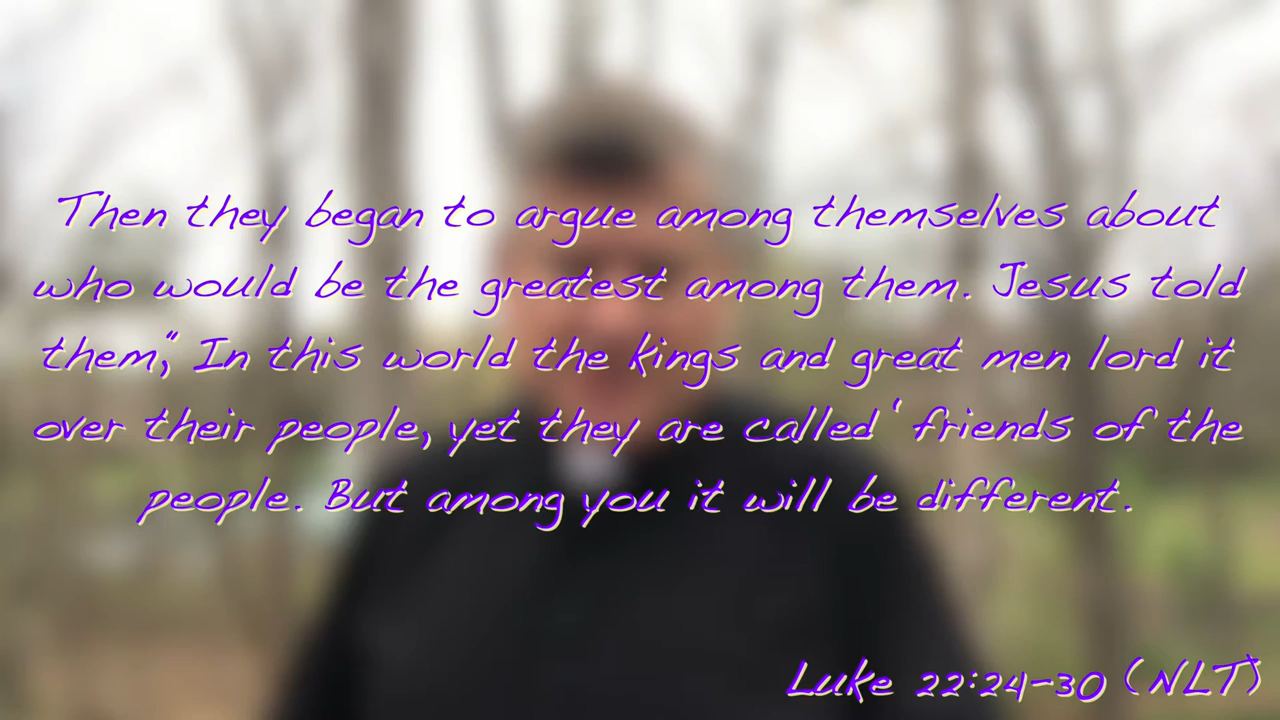 Then they began to argue among themselves about
who would be the greatest among them. Jesus told
them," In this world the kings and great men lord it
over their people, yet they are called ' friends of the
people. But among you it will be different.
Luke 22:24-30 (NLT)